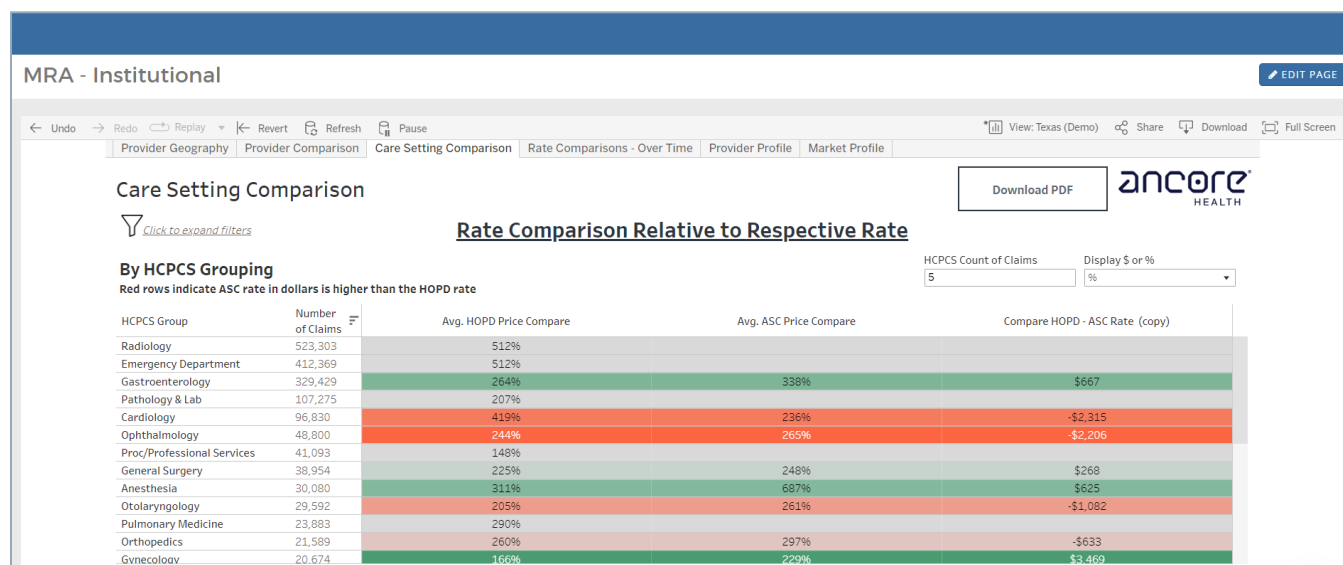 MRA - Institutional
EDIT PAGE
Undo Redo Replay Revert Refresh Pause View: Texas (Demo) Share Download Full Screen
Provider Geography Provider Comparison Care Setting Comparison Rate Comparisons - Over Time Provider Profile Market Profile
Care Setting Comparison
Download PDF
ancore
HEALTH
Click to expand filters
Rate Comparison Relative to Respective Rate
By HCPCS Grouping
Red rows indicate ASC rate in dollars is higher than the HOPD rate
HCPCS Count of Claims Display $ or %
5 %
HCPCS Group Number of Claims Avg. HOPD Price Compare Avg. ASC Price Compare Compare HOPD - ASC Rate (copy)
Radiology 523,303 512%
Emergency Department 412,369 512%
Gastroenterology 329,429 264% 338% $667
Pathology & Lab 107,275 207%
Cardiology 96,830 419% 236% -$2,315
Ophthalmology 48,800 244% 265% -$2,206
Proc/Professional Services 41,093 148%
General Surgery 38,954 225% 248% $268
Anesthesia 30,080 311% 687% $625
Otolaryngology 29,592 205% 261% -$1,082
Pulmonary Medicine 23,883 290%
Orthopedics 21,589 260% 297% -$633
Gynecology 20,674 166% 229% $3,469